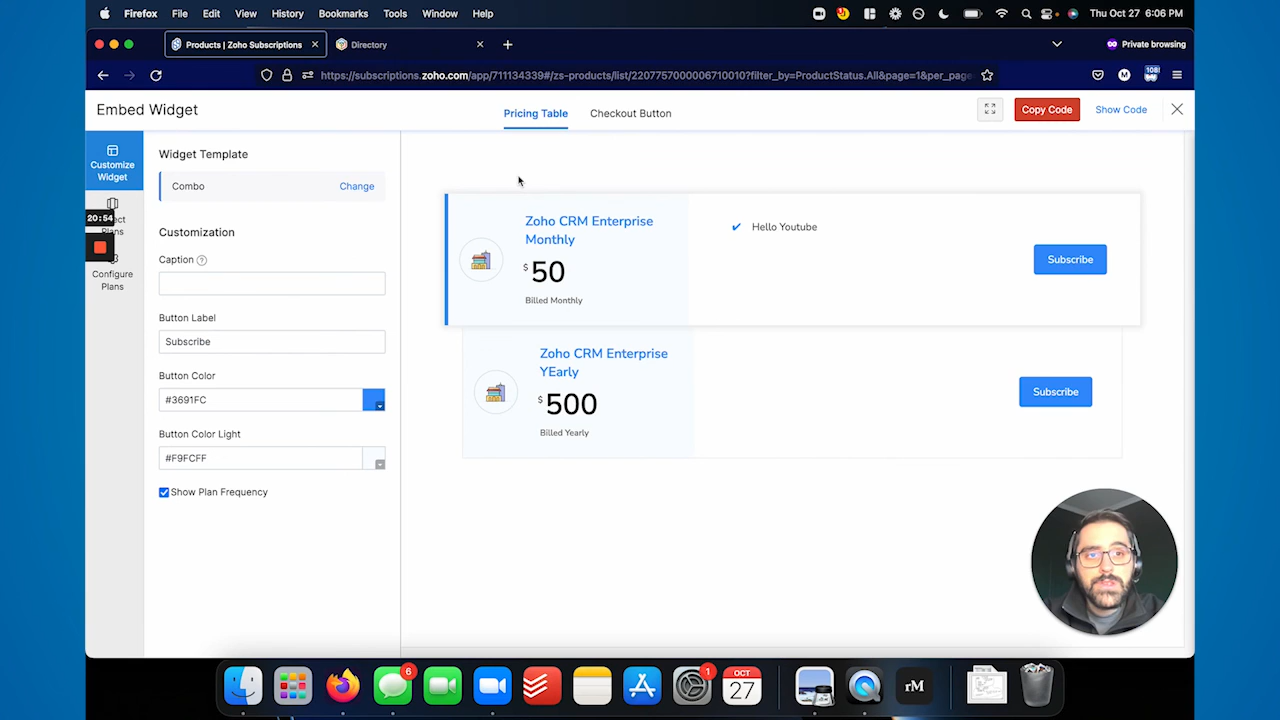 Firefox File Edit View History Bookmarks Tools Window Help Thu Oct 27 6:06 PM
Products | Zoho Subscriptions Directory Private browsing
https://subscriptions.zoho.com/app/711134339#/zs-products/list/2207757000006710010?filter_by=ProductStatus.All&page=1&per_page
Embed Widget Pricing Table Checkout Button Copy Code Show Code
Customize
Widget
20:54
Plans
Configure
Plans
Widget Template
Combo Change
Customization
Caption
Button Label
Subscribe
Button Color
#3691FC
Button Color Light
#F9FCFF
Show Plan Frequency
Zoho CRM Enterprise
Monthly
$ 50
Billed Monthly
Hello Youtube
Subscribe
Zoho CRM Enterprise
YEarly
$ 500
Billed Yearly
Subscribe
6
1
OCT
27
rM